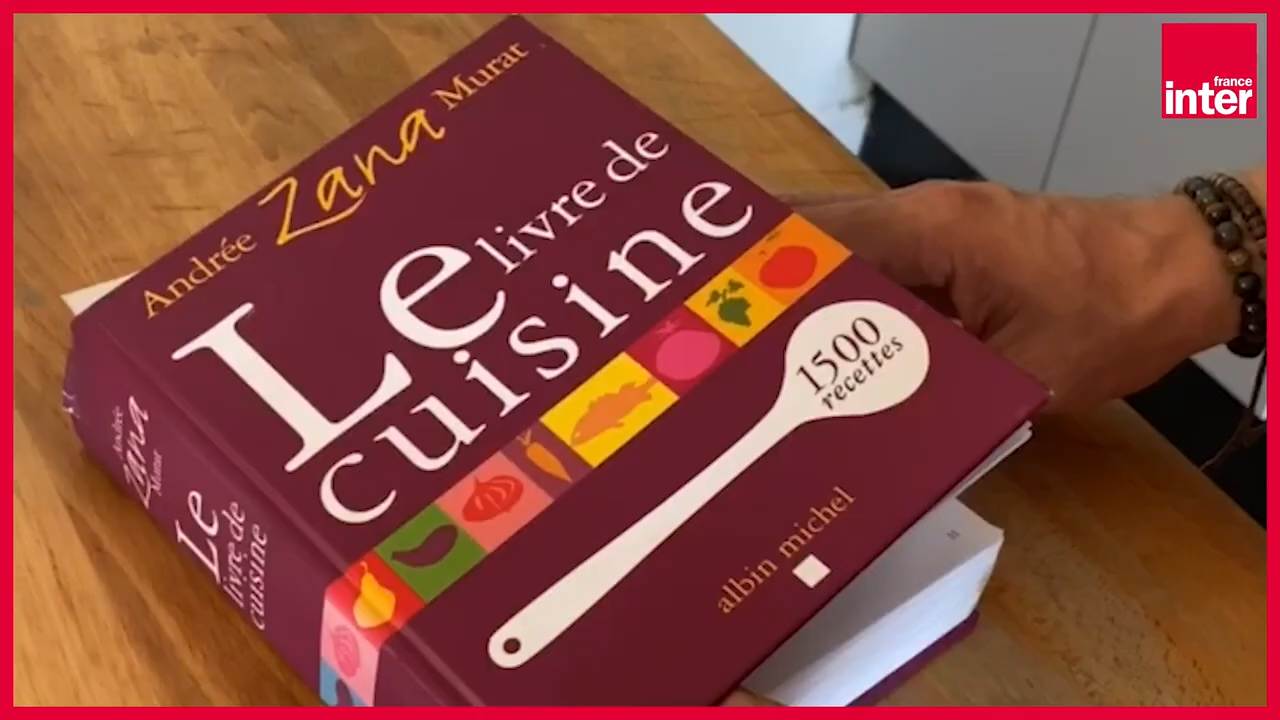 france
inter
Andrée Zana Murat
Le livre de
cuisine
1500
recettes
albin michel
Andrée
Zana
Murat
Le
livre de
cuisine